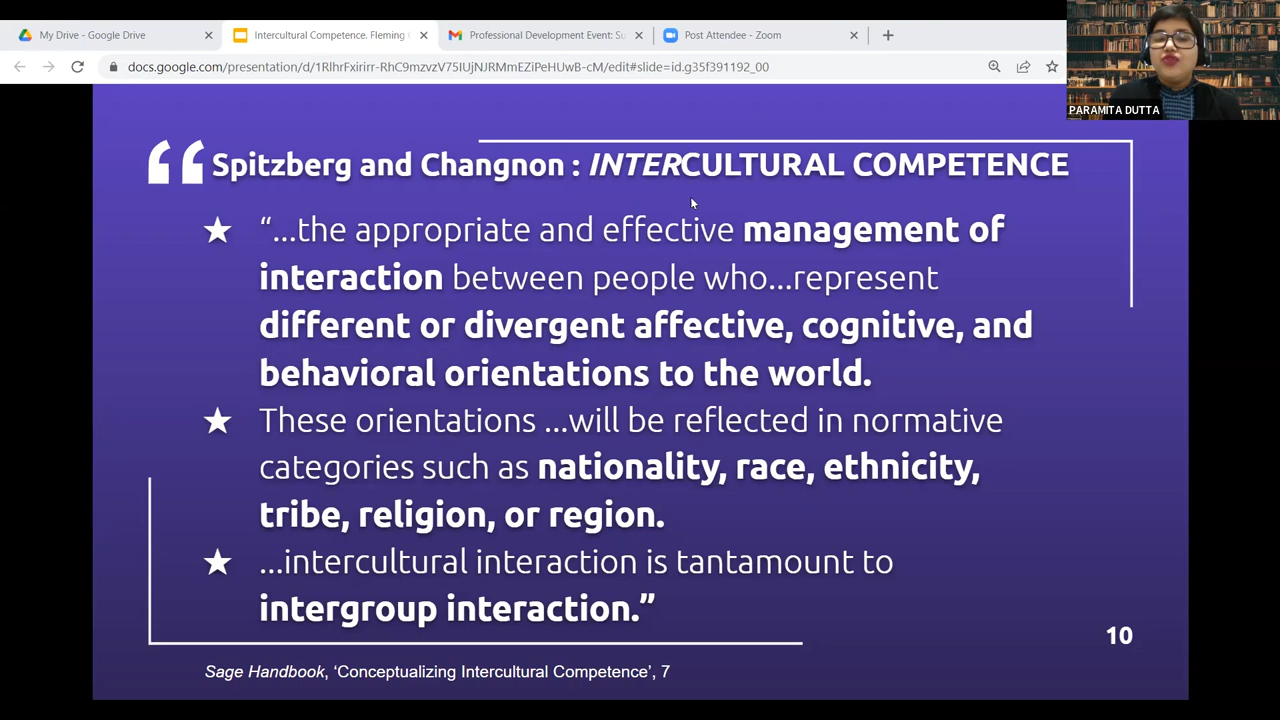 My Drive - Google Drive
Intercultural Competence. Fleming
Professional Development Event: Su
Post Attendee - Zoom
docs.google.com/presentation/d/1RlhrFxirirr-RhC9mzvzV75IUjNJRMmEZiPeHUwB-cM/edit#slide=id.g35f391192_00
PARAMITA DUTTA
“ Spitzberg and Changnon : INTERCULTURAL COMPETENCE
★ “...the appropriate and effective management of
interaction between people who...represent
different or divergent affective, cognitive, and
behavioral orientations to the world.
★ These orientations ...will be reflected in normative
categories such as nationality, race, ethnicity,
tribe, religion, or region.
★ ...intercultural interaction is tantamount to
intergroup interaction.”
10
Sage Handbook, ‘Conceptualizing Intercultural Competence’, 7